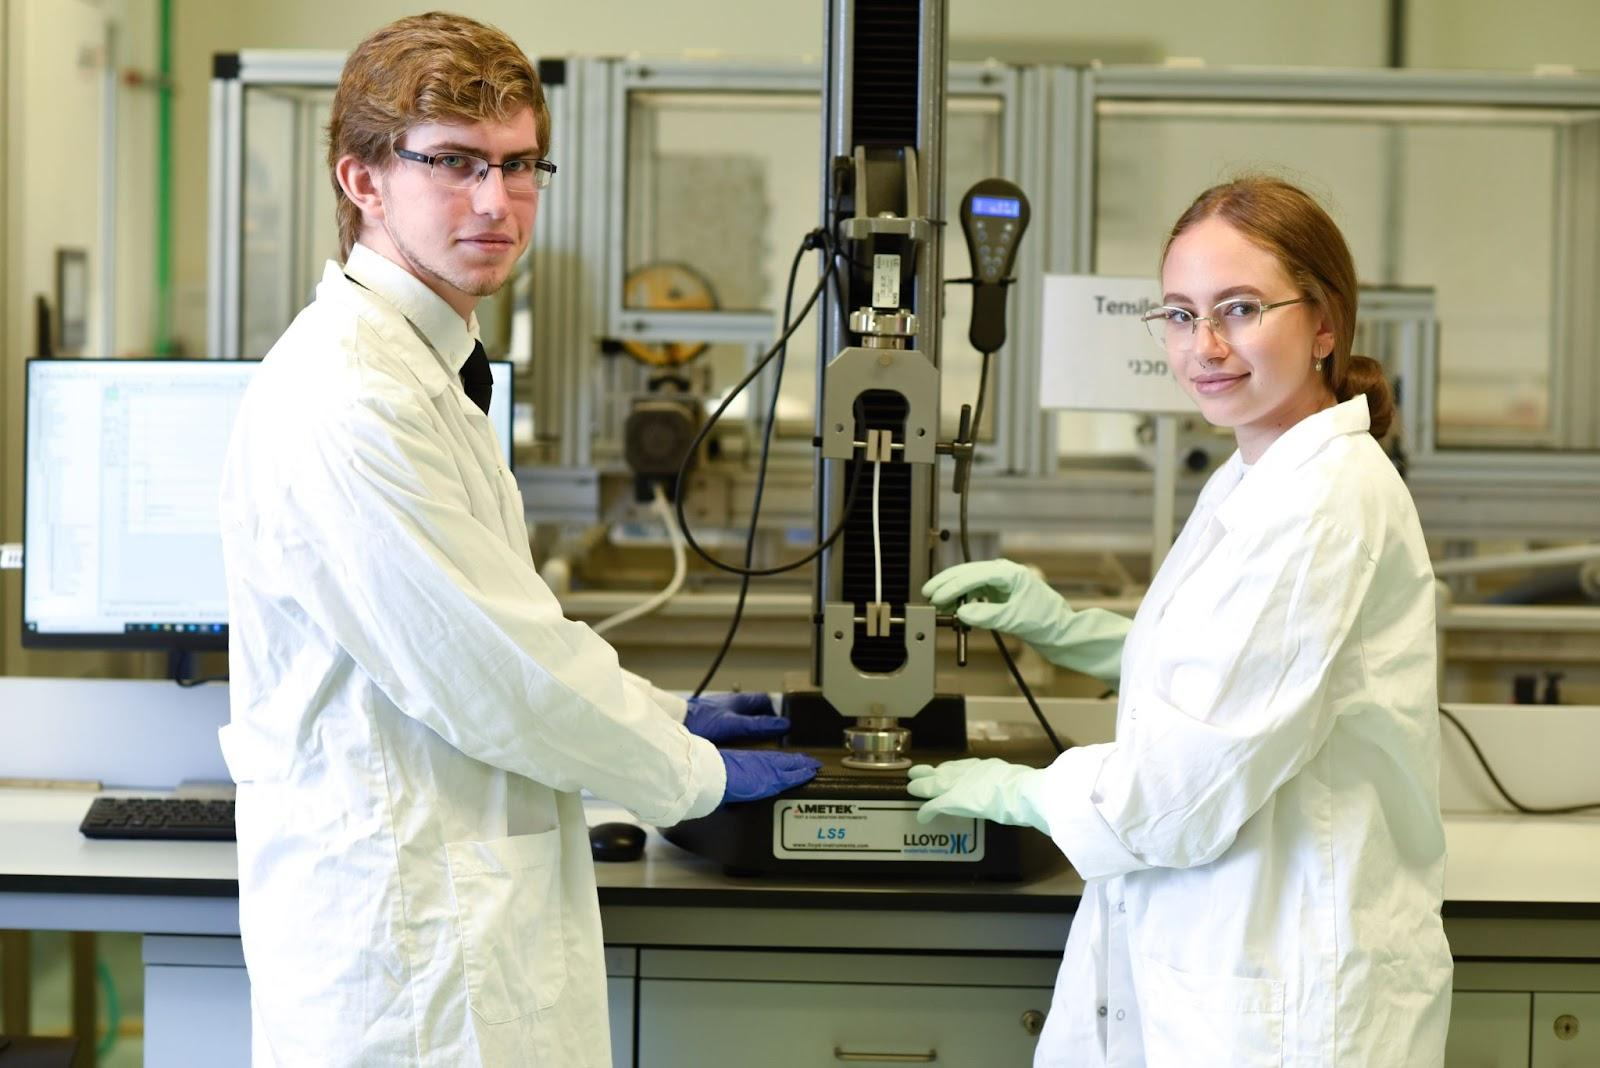 Tensile
מכני
AMETEK
TEST & CALIBRATION INSTRUMENTS
LS5
www.lloyd-instruments.com
LLOYD
materials testing